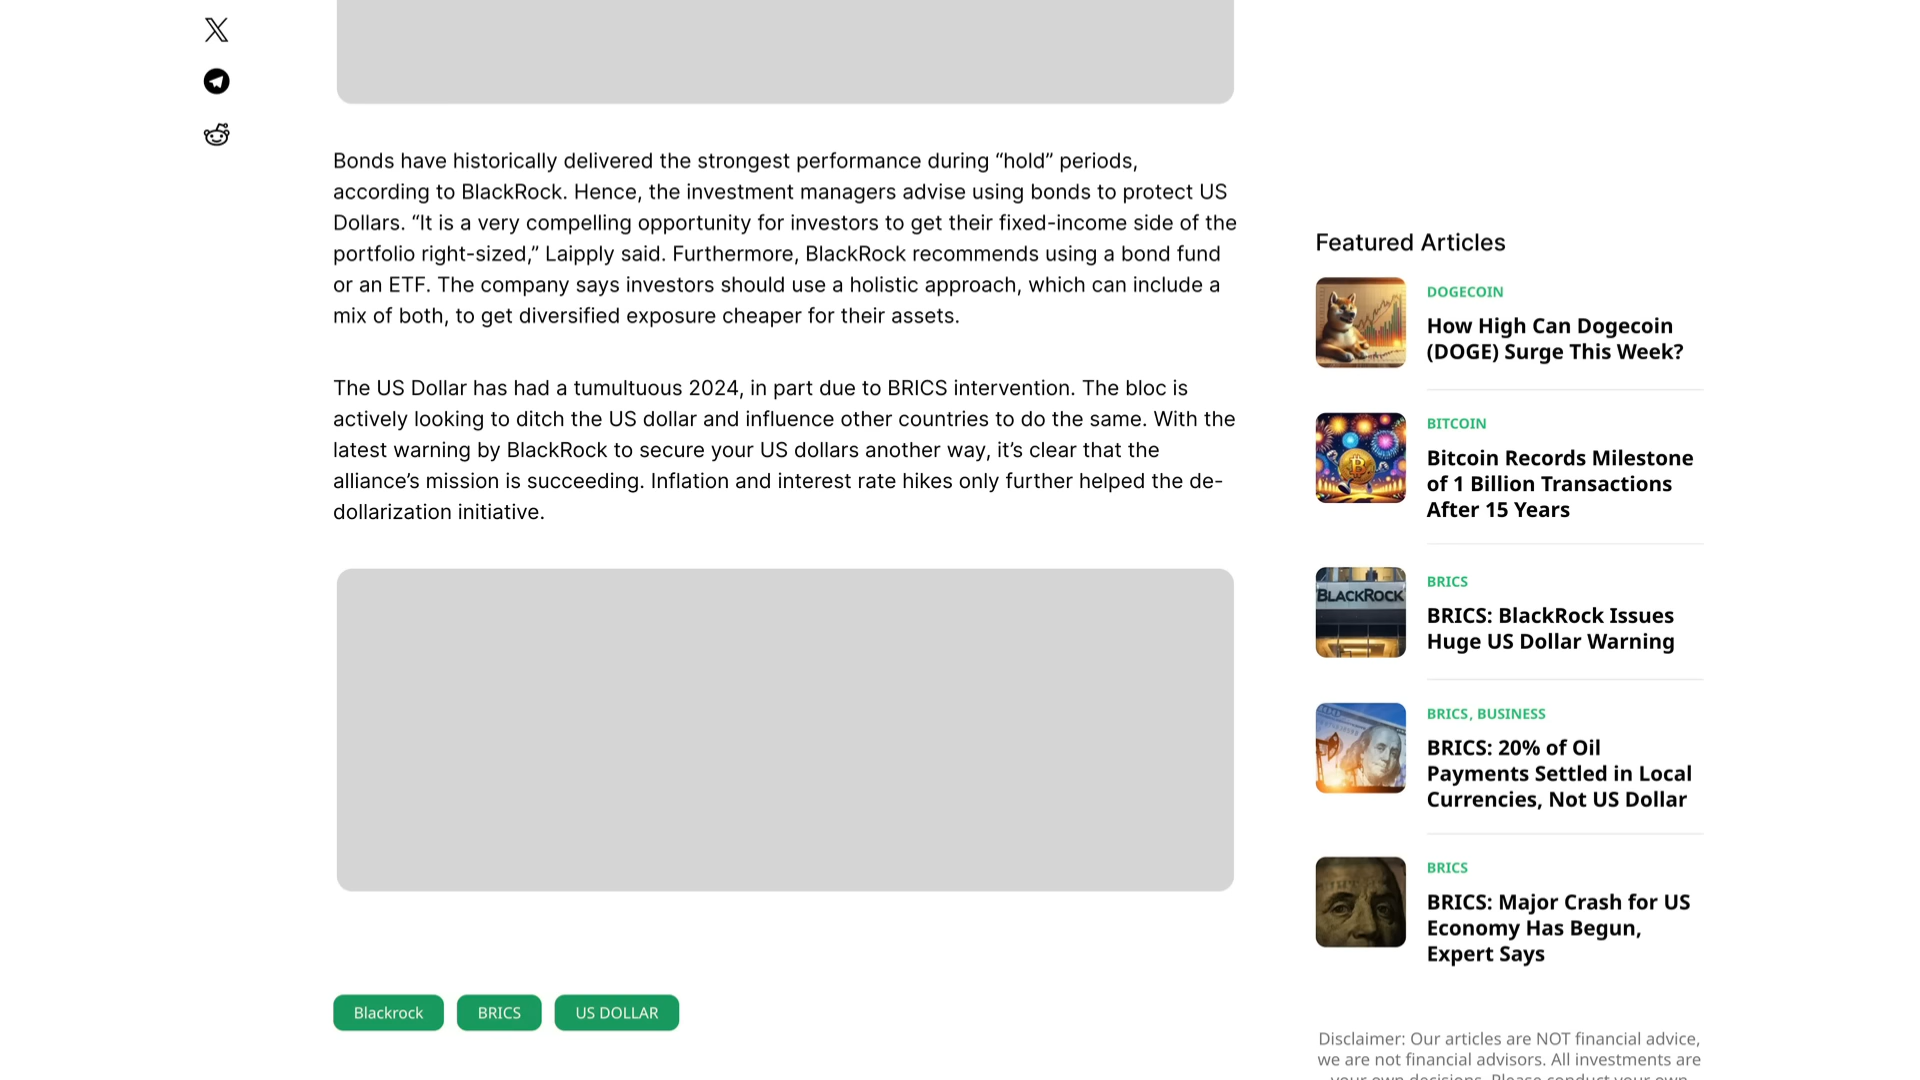 Bonds have historically delivered the strongest performance during “hold” periods,
according to BlackRock. Hence, the investment managers advise using bonds to protect US
Dollars. “It is a very compelling opportunity for investors to get their fixed-income side of the
portfolio right-sized,” Laipply said. Furthermore, BlackRock recommends using a bond fund
or an ETF. The company says investors should use a holistic approach, which can include a
mix of both, to get diversified exposure cheaper for their assets.
The US Dollar has had a tumultuous 2024, in part due to BRICS intervention. The bloc is
actively looking to ditch the US dollar and influence other countries to do the same. With the
latest warning by BlackRock to secure your US dollars another way, it’s clear that the
alliance’s mission is succeeding. Inflation and interest rate hikes only further helped the de-
dollarization initiative.
Blackrock
BRICS
US DOLLAR
Featured Articles
DOGECOIN
How High Can Dogecoin
(DOGE) Surge This Week?
BITCOIN
Bitcoin Records Milestone
of 1 Billion Transactions
After 15 Years
BLACKROCK
BRICS
BRICS: BlackRock Issues
Huge US Dollar Warning
BRICS, BUSINESS
BRICS: 20% of Oil
Payments Settled in Local
Currencies, Not US Dollar
BRICS
BRICS: Major Crash for US
Economy Has Begun,
Expert Says
Disclaimer: Our articles are NOT financial advice,
we are not financial advisors. All investments are
your own decisions. Please conduct your own